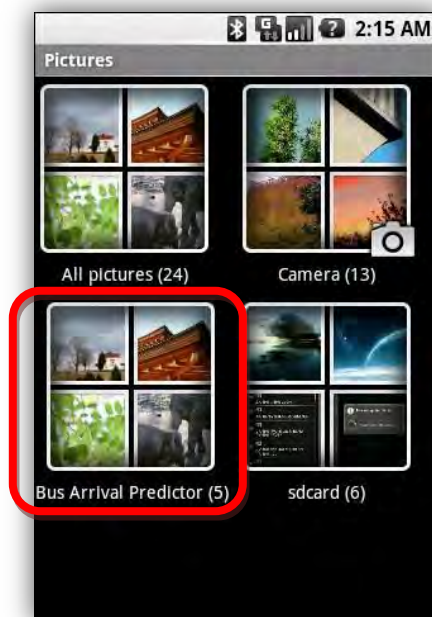 2:15 AM
Pictures
All pictures (24)
Camera (13)
Bus Arrival Predictor (5)
sdcard (6)